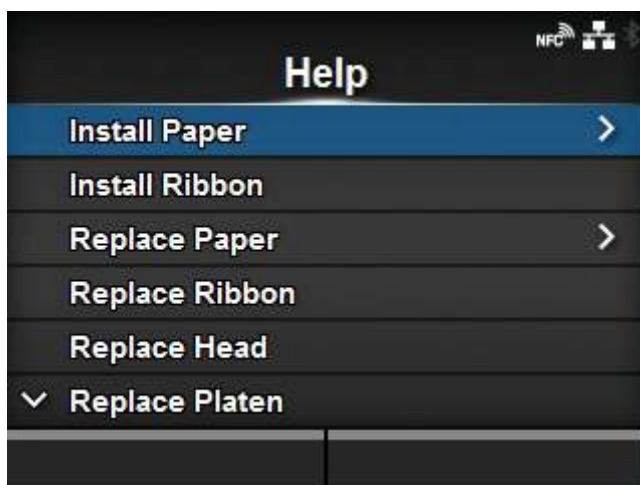 NFC
Help
Install Paper
Install Ribbon
Replace Paper
Replace Ribbon
Replace Head
Replace Platen